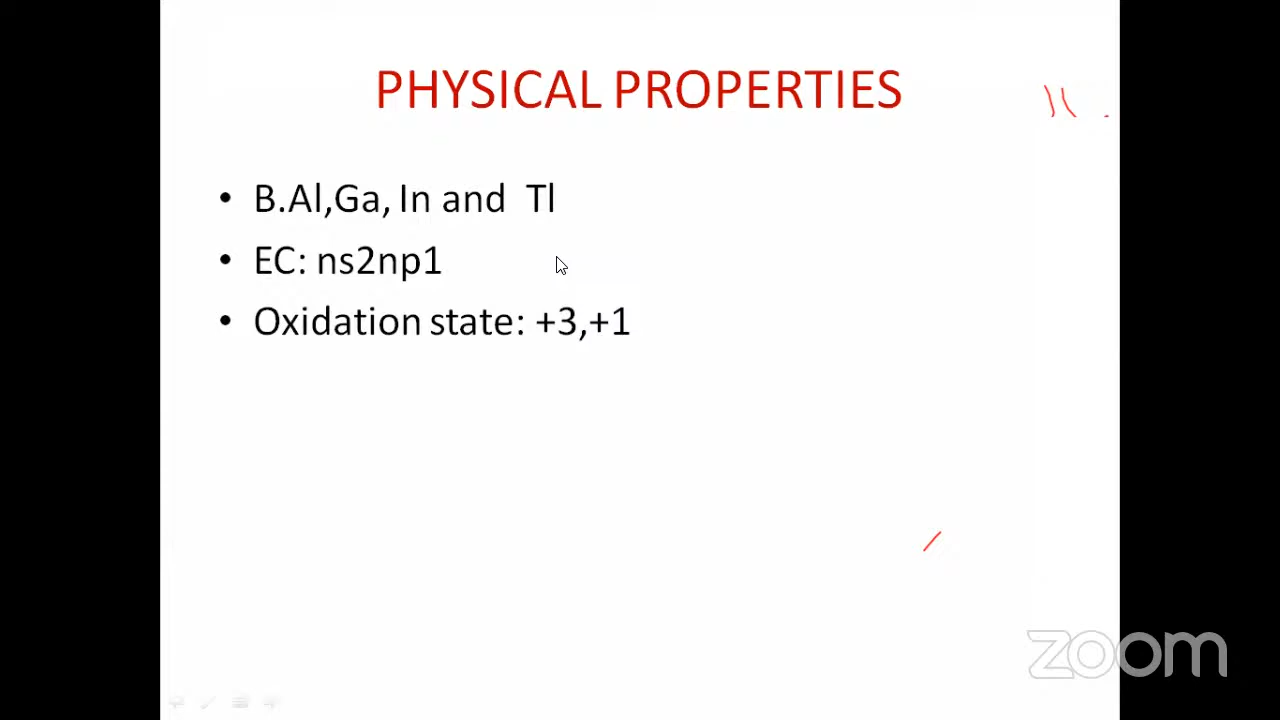 PHYSICAL PROPERTIES
• B.Al,Ga, In and Tl
• EC: ns2np1
• Oxidation state: +3,+1
zoom